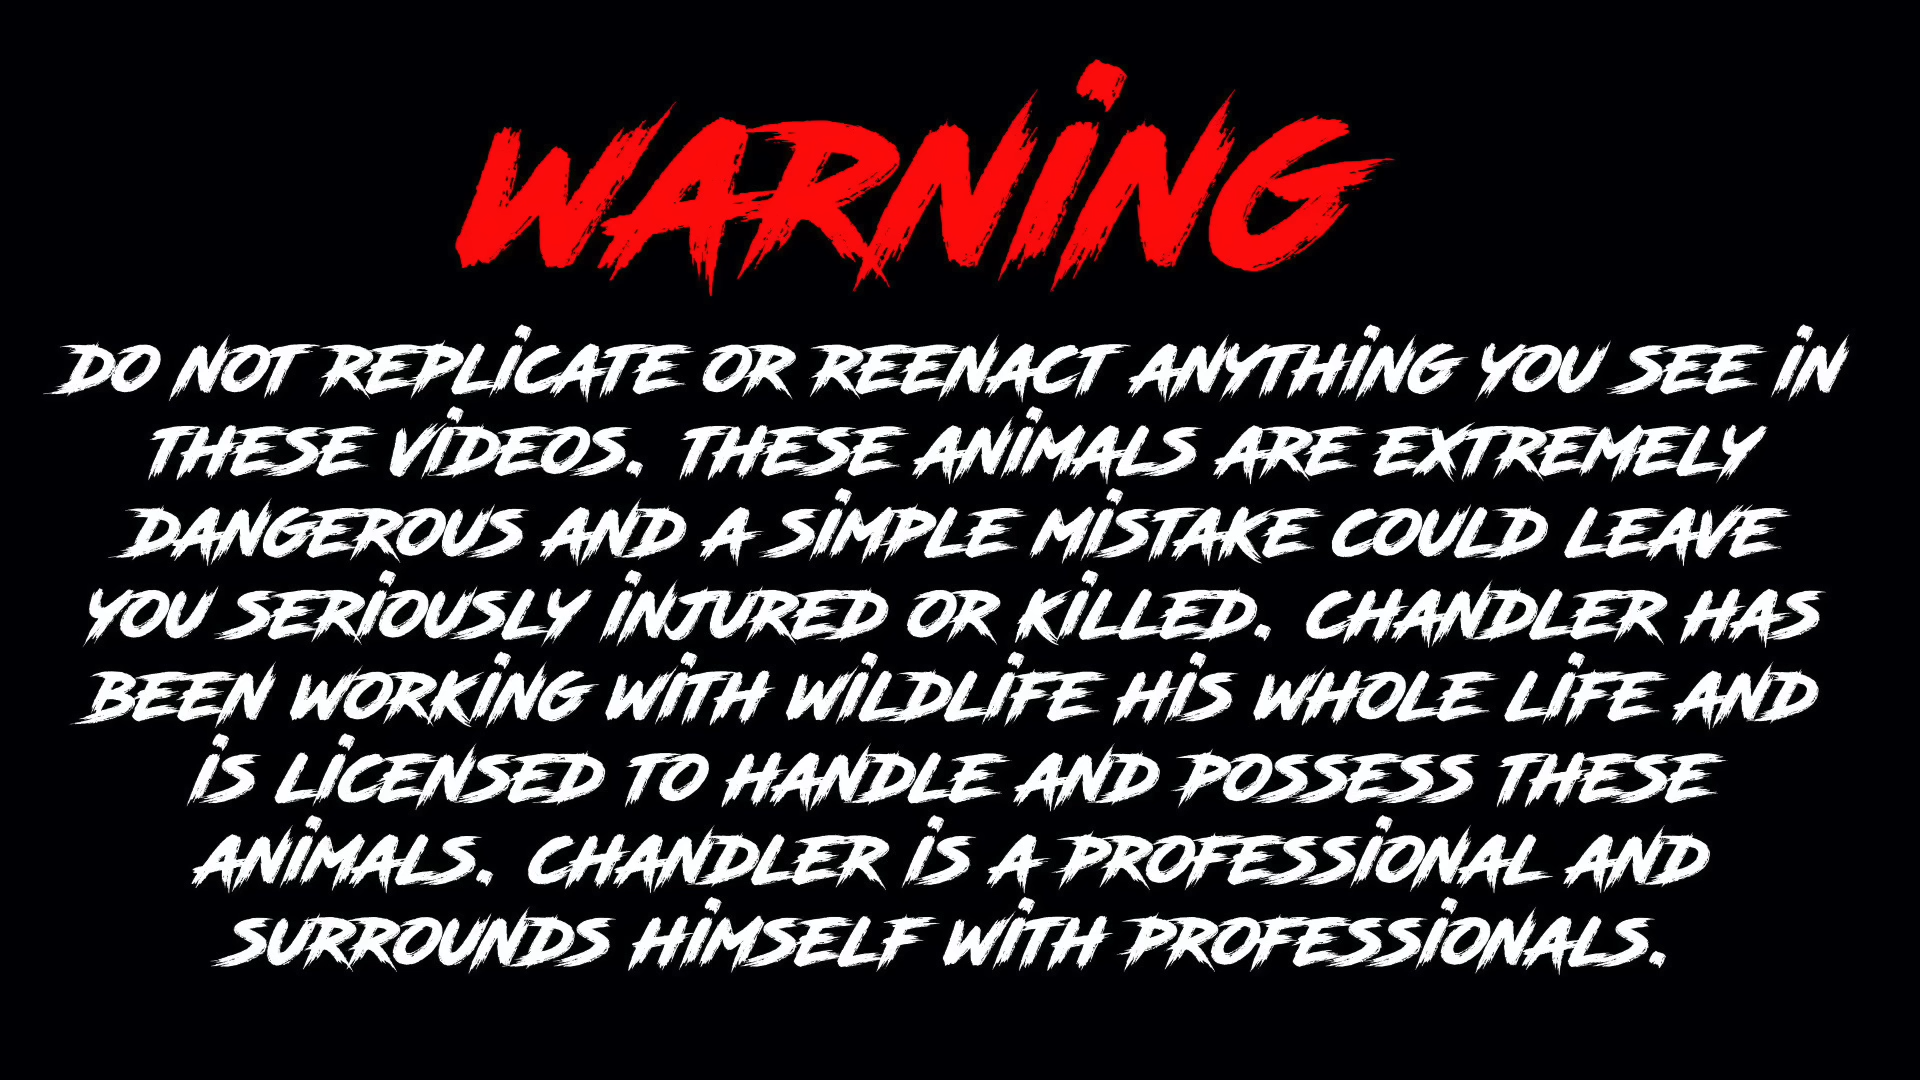 WARNING
DO NOT REPLICATE OR REENACT ANYTHING YOU SEE IN
THESE VIDEOS. THESE ANIMALS ARE EXTREMELY
DANGEROUS AND A SIMPLE MISTAKE COULD LEAVE
YOU SERIOUSLY INJURED OR KILLED. CHANDLER HAS
BEEN WORKING WITH WILDLIFE HIS WHOLE LIFE AND
IS LICENSED TO HANDLE AND POSSESS THESE
ANIMALS. CHANDLER IS A PROFESSIONAL AND
SURROUNDS HIMSELF WITH PROFESSIONALS.